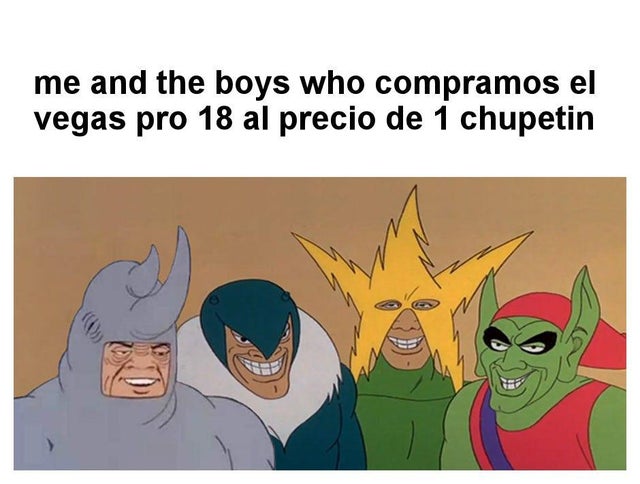 me and the boys who compramos el
vegas pro 18 al precio de 1 chupetin